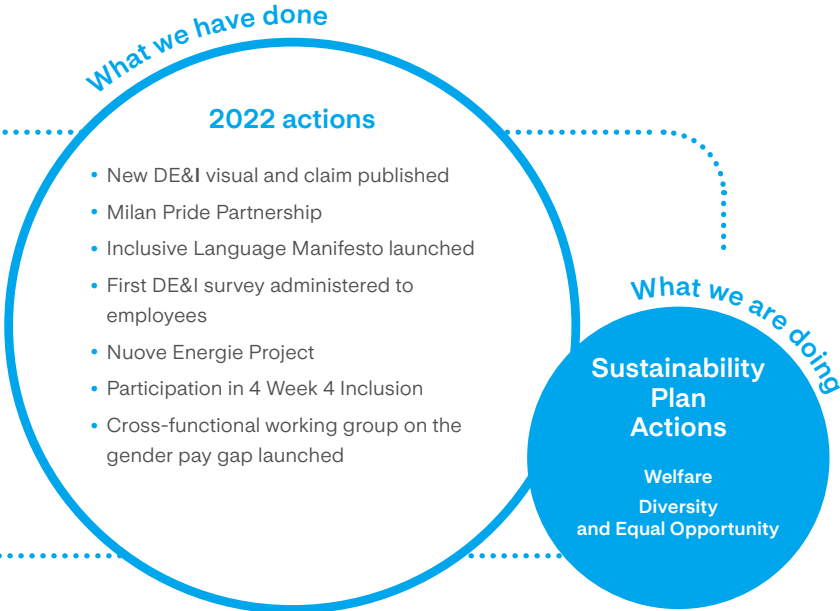 What we have done
2022 actions
• New DE&I visual and claim published
• Milan Pride Partnership
• Inclusive Language Manifesto launched
• First DE&I survey administered to
employees
• Nuove Energie Project
• Participation in 4 Week 4 Inclusion
• Cross-functional working group on the
gender pay gap launched
What we are doing
Sustainability
Plan
Actions
Welfare
Diversity
and Equal Opportunity